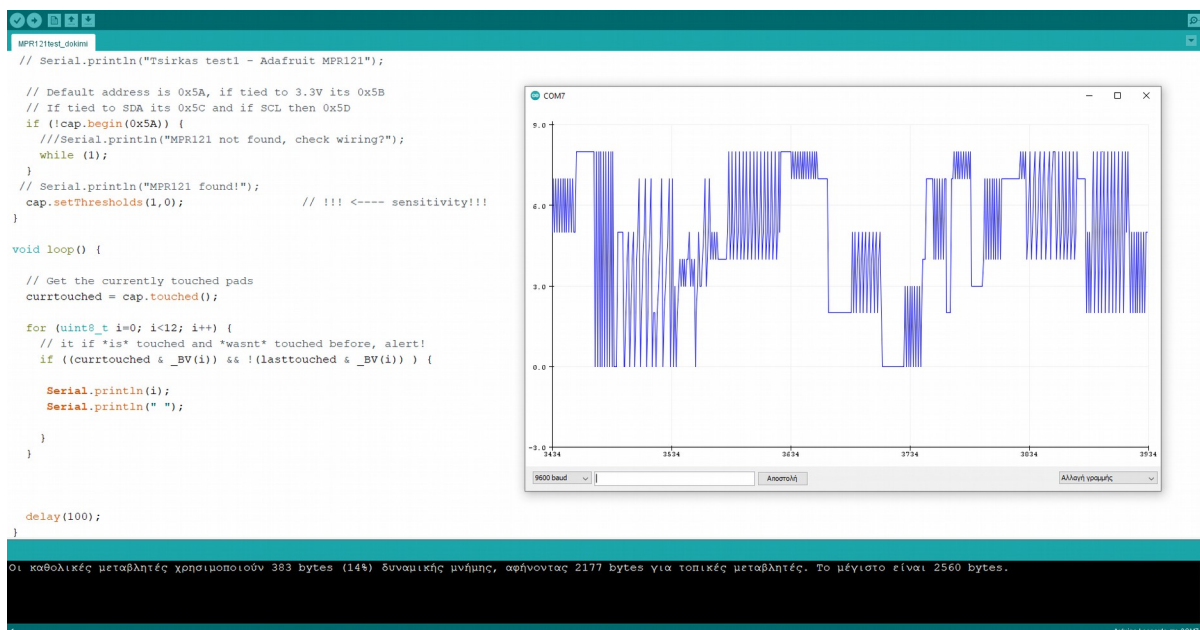 MPR121test_dokimi
// Serial.println("Tsirkas test1 - Adafruit MPR121");
// Default address is 0x5A, if tied to 3.3V its 0x5B
// If tied to SDA its 0x5C and if SCL then 0x5D
if (!cap.begin(0x5A)) {
///Serial.println("MPR121 not found, check wiring?");
while (1);
}
// Serial.println("MPR121 found!");
cap.setThresholds(1,0); // !!! <---- sensitivity!!!
}
void loop() {
// Get the currently touched pads
currtouched = cap.touched();
for (uint8_t i=0; i<12; i++) {
// it if *is* touched and *wasnt* touched before, alert!
if ((currtouched & _BV(i)) && !(lasttouched & _BV(i)) ) {
Serial.println(i);
Serial.println(" ");
}
}
delay(100);
}
COM7
9.0
6.0
3.0
0.0
-3.0
3434 3534 3634 3734 3834 3934
9600 baud Αποστολή Αλλαγή γραμμής
Οι καθολικές μεταβλητές χρησιμοποιούν 383 bytes (14%) δυναμικής μνήμης, αφήνοντας 2177 bytes για τοπικές μεταβλητές. Το μέγιστο είναι 2560 bytes.